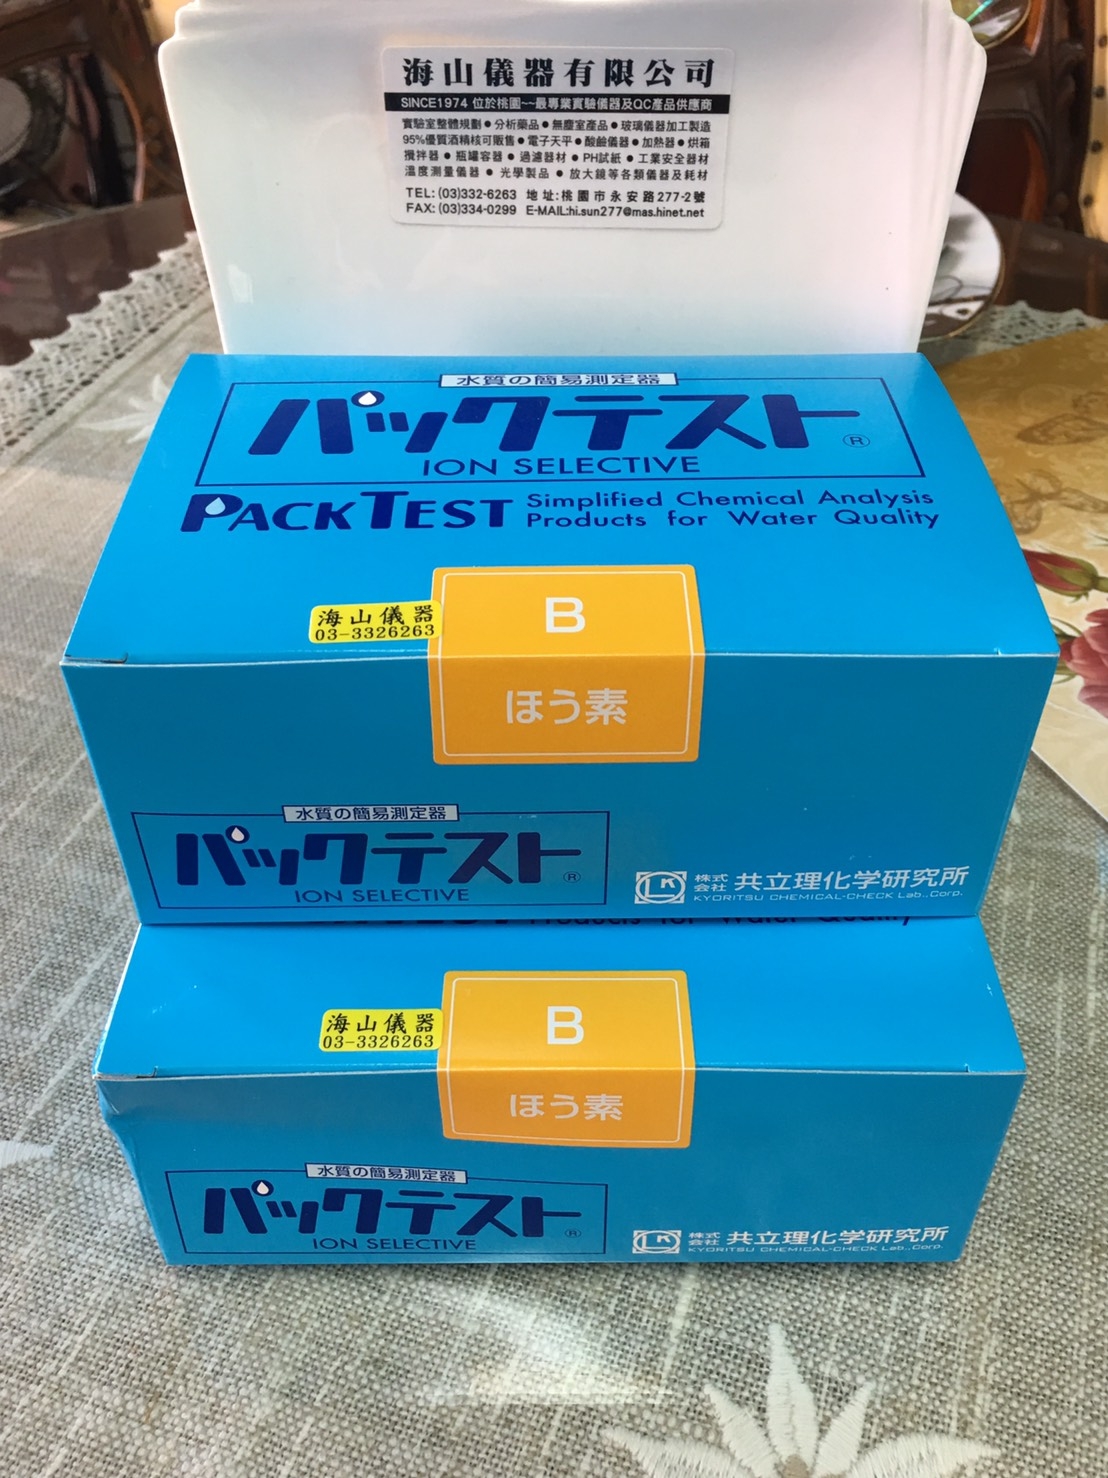 海山儀器有限公司
SINCE1974 位於桃園~~最專業實驗儀器及QC產品供應商
實驗室整體規劃●分析藥品●無塵室產品●玻璃儀器加工製造
95%優質酒精核可販售●電子天平●酸鹼儀器●加熱器●烘箱
攪拌器●瓶罐容器●過濾器材●PH試紙●工業安全器材
溫度測量儀器●光學製品●放大鏡等各類儀器及耗材
TEL:(03)332-6263 地址:桃園市永安路277-2號
FAX:(03)334-0299 E-MAIL:hi.sun277@mas.hinet.net
水質の簡易測定器
パックテスト®
ION SELECTIVE
PACKTEST Simplified Chemical Analysis
Products for Water Quality
B
海山儀器
03-3326263
ほう素
水質の簡易測定器
パックテスト®
ION SELECTIVE
株式会社 共立理化学研究所
KYORITSU CHEMICAL-CHECK Lab.,Corp.
Products for Water Quality
B
海山儀器
03-3326263
ほう素
水質の簡易測定器
パックテスト®
ION SELECTIVE
株式会社 共立理化学研究所
KYORITSU CHEMICAL-CHECK Lab.,Corp.